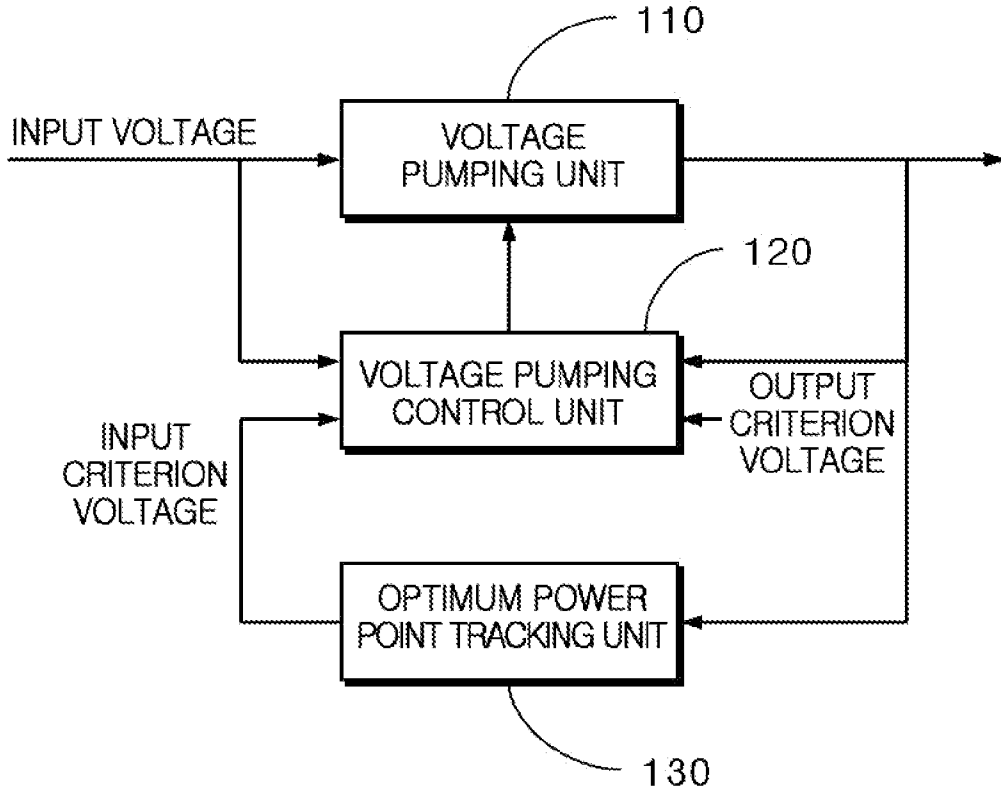 110
INPUT VOLTAGE
VOLTAGE
PUMPING UNIT
120
VOLTAGE PUMPING
CONTROL UNIT
OUTPUT
CRITERION
VOLTAGE
INPUT
CRITERION
VOLTAGE
OPTIMUM POWER
POINT TRACKING UNIT
130